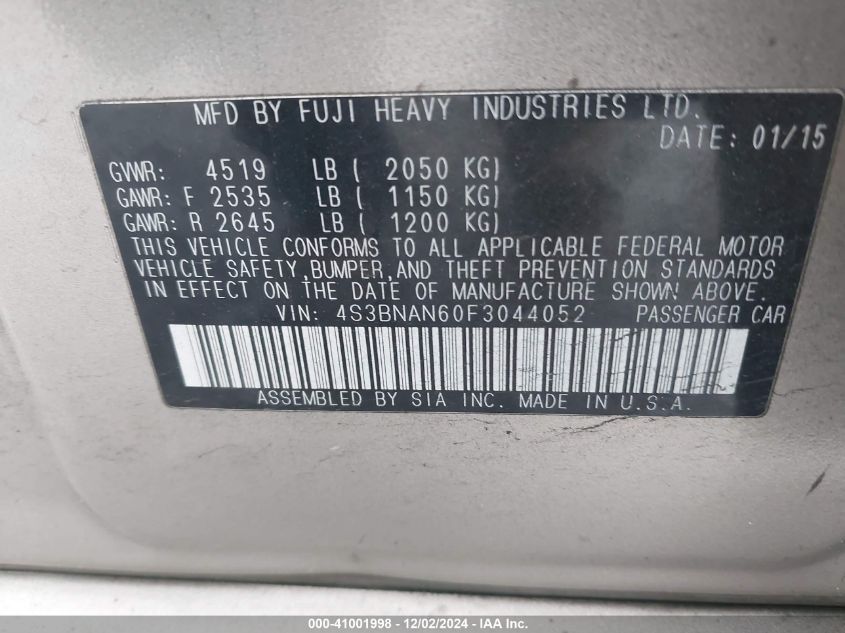 MFD BY FUJI HEAVY INDUSTRIES LTD.
DATE: 01/15
GVWR: 4519 LB ( 2050 KG)
GAWR: F 2535 LB ( 1150 KG)
GAWR: R 2645 LB ( 1200 KG)
THIS VEHICLE CONFORMS TO ALL APPLICABLE FEDERAL MOTOR
VEHICLE SAFETY,BUMPER,AND THEFT PREVENTION STANDARDS
IN EFFECT ON THE DATE OF MANUFACTURE SHOWN ABOVE.
VIN: 4S3BNAN60F3044052 PASSENGER CAR
ASSEMBLED BY SIA INC. MADE IN U.S.A.
000-41001998 - 12/02/2024 - IAA Inc.